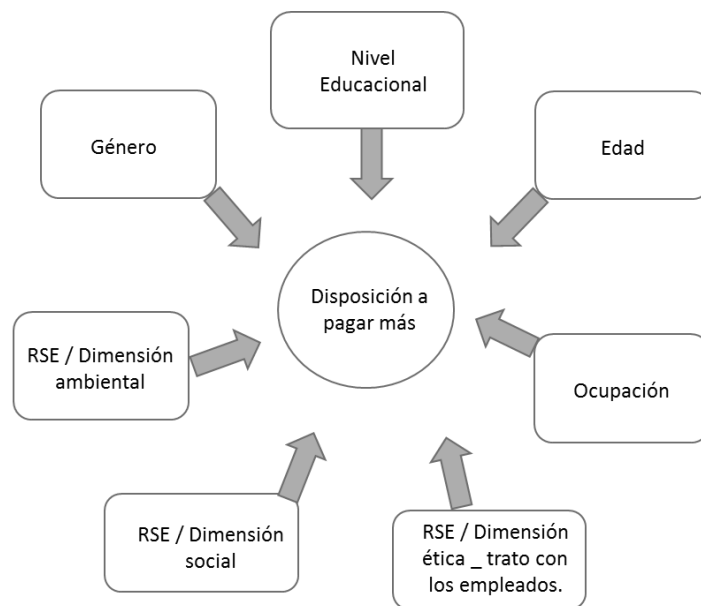 Nivel
Educacional
Género
Edad
Disposición a
pagar más
RSE / Dimensión
ambiental
Ocupación
RSE / Dimensión
social
RSE / Dimensión
ética _ trato con
los empleados.